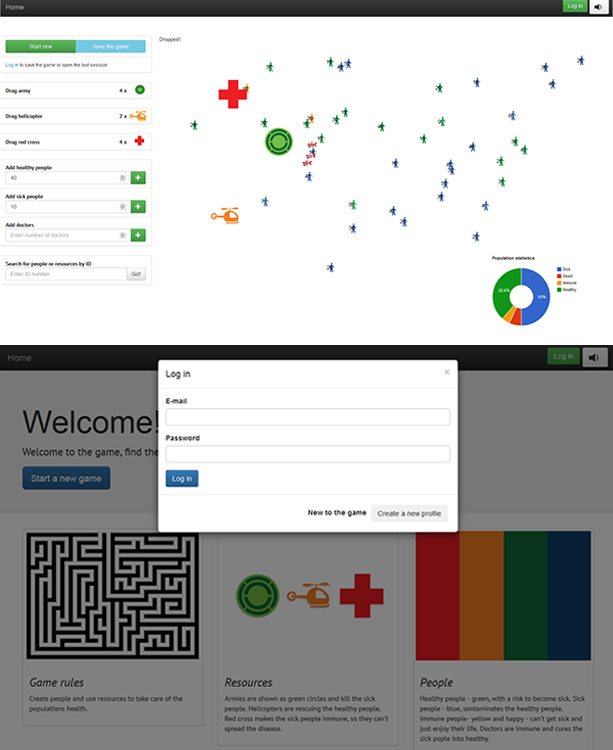 Home
Log in
Start new
Save the game
Dropped!
Log in to save the game or open the last session
Drag army 4 x
Drag helicopter 2 x
Drag red cross 4 x
Add healthy people
40
Add sick people
10
Add doctors
Enter number of doctors
Search for people or resources by ID
Enter ID number
Go!
Population statistics
38.6%
50%
Sick
Dead
Immune
Healthy
Home
Log in
Log in
×
E-mail
Password
Log in
New to the game
Create a new profile
Welcome!
Welcome to the game, find the
Start a new game
Game rules
Create people and use resources to take care of the
populations health.
Resources
Armies are shown as green circles and kill the sick
people. Helicopters are rescuing the healthy people.
Red cross makes the sick people immune, so they can't
spread the disease.
People
Healthy people - green, with a risk to become sick. Sick
people - blue, sontaminates the healthy people.
Immune people- yellow and happy - can't get sick and
just enjoy their life. Doctors are immune and cures the
sick pople into healthy.